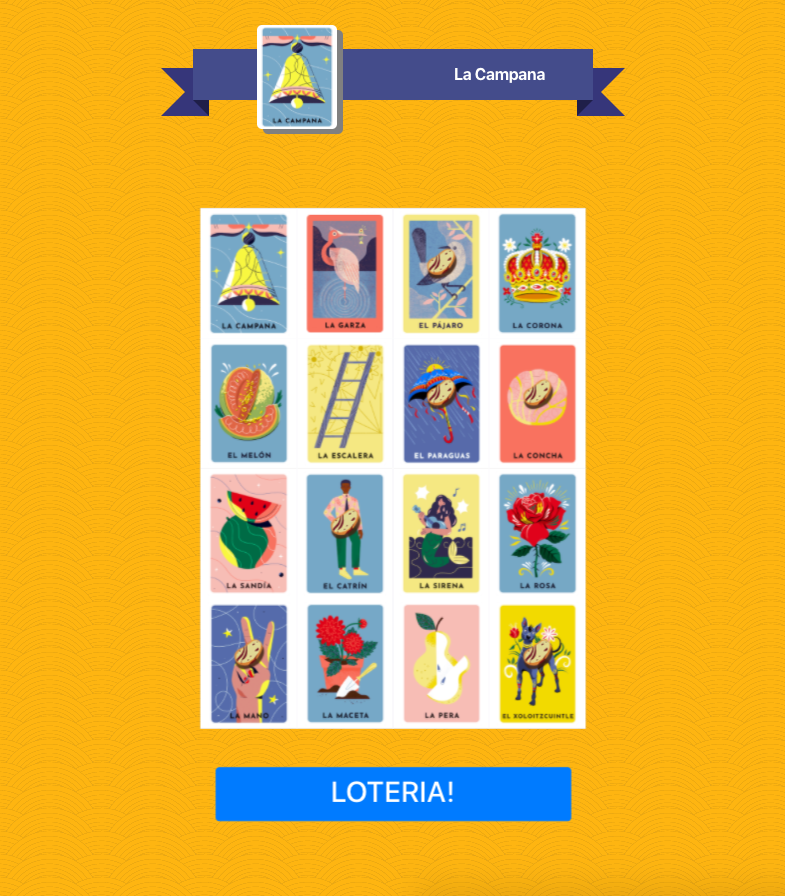 La Campana
LA CAMPANA
LA CAMPANA
LA GARZA
EL PÁJARO
LA CORONA
EL MELÓN
LA ESCALERA
EL PARAGUAS
LA CONCHA
LA SANDÍA
EL CATRÍN
LA SIRENA
LA ROSA
LA MANO
LA MACETA
LA PERA
EL XOLOITZCUINTLE
LOTERIA!